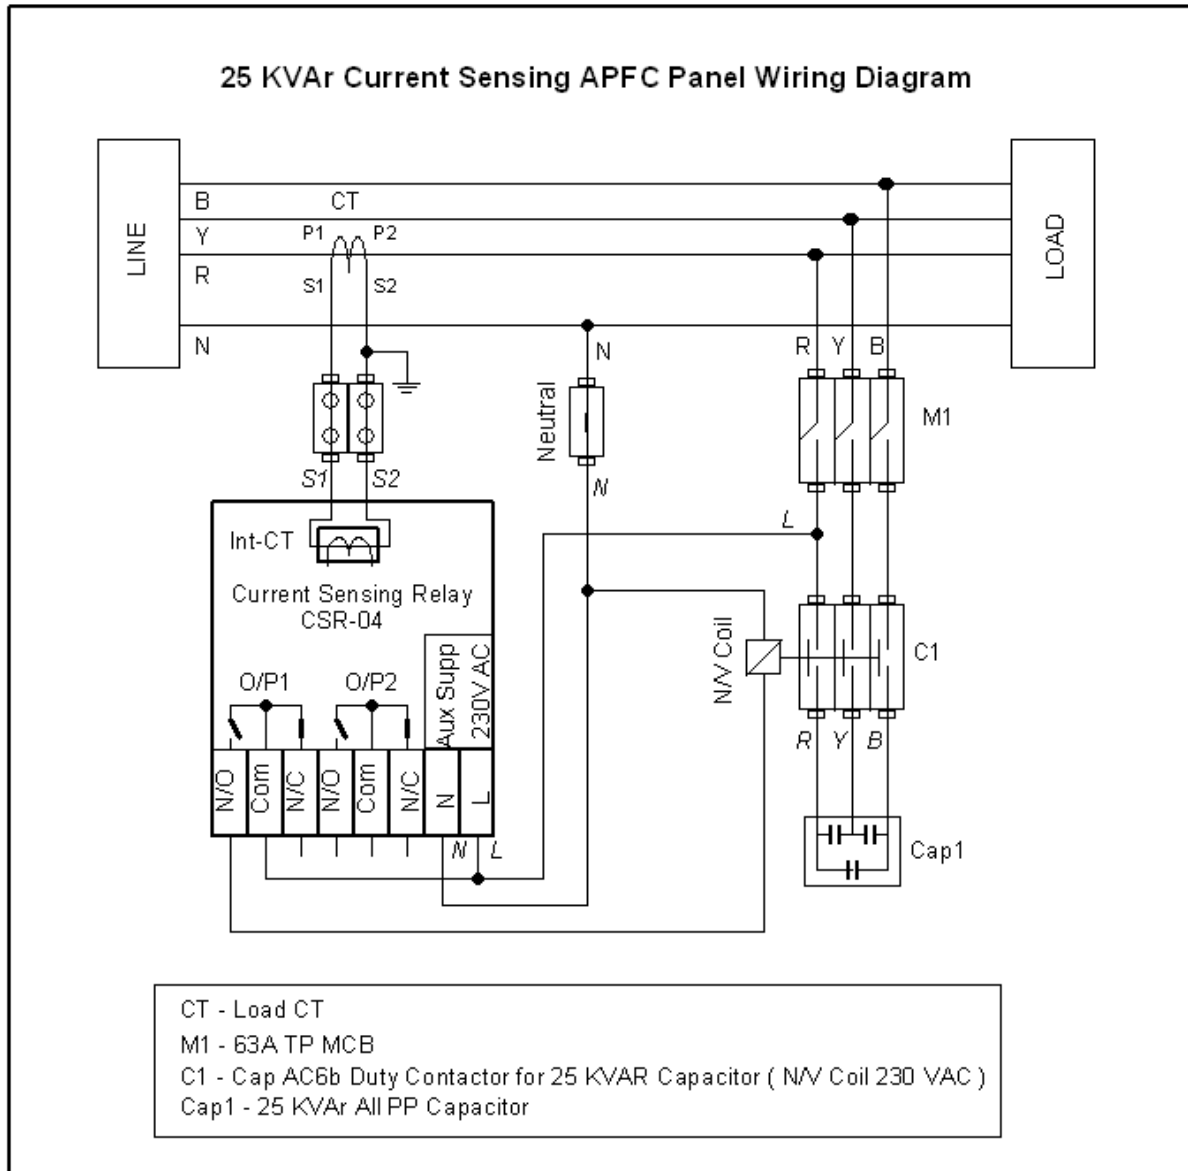 25 KVAr Current Sensing APFC Panel Wiring Diagram
LINE
LOAD
B
CT
Y
P1
P2
R
S1
S2
N
N
R Y B
Neutral
M1
S1
S2
N
L
Int-CT
Current Sensing Relay
CSR-04
N/V Coil
C1
Aux Supp
230V AC
O/P1
O/P2
R Y B
N/O
Com
N/C
N/O
Com
N/C
N
L
N
L
Cap1
CT - Load CT
M1 - 63A TP MCB
C1 - Cap AC6b Duty Contactor for 25 KVAR Capacitor ( N/V Coil 230 VAC )
Cap1 - 25 KVAr All PP Capacitor